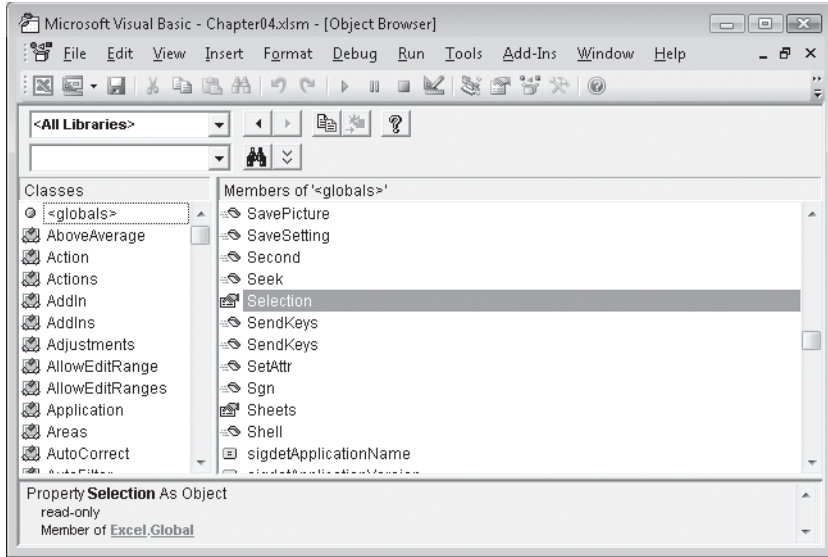 Microsoft Visual Basic - Chapter04.xlsm - [Object Browser]
File Edit View Insert Format Debug Run Tools Add-Ins Window Help
<All Libraries>
Classes
Members of '<globals>'
<globals>
AboveAverage
Action
Actions
AddIn
AddIns
Adjustments
AllowEditRange
AllowEditRanges
Application
Areas
AutoCorrect
AutoFilter
SavePicture
SaveSetting
Second
Seek
Selection
SendKeys
SendKeys
SetAttr
Sgn
Sheets
Shell
sigdetApplicationName
sigdetApplicationVersion
Property Selection As Object
read-only
Member of Excel.Global